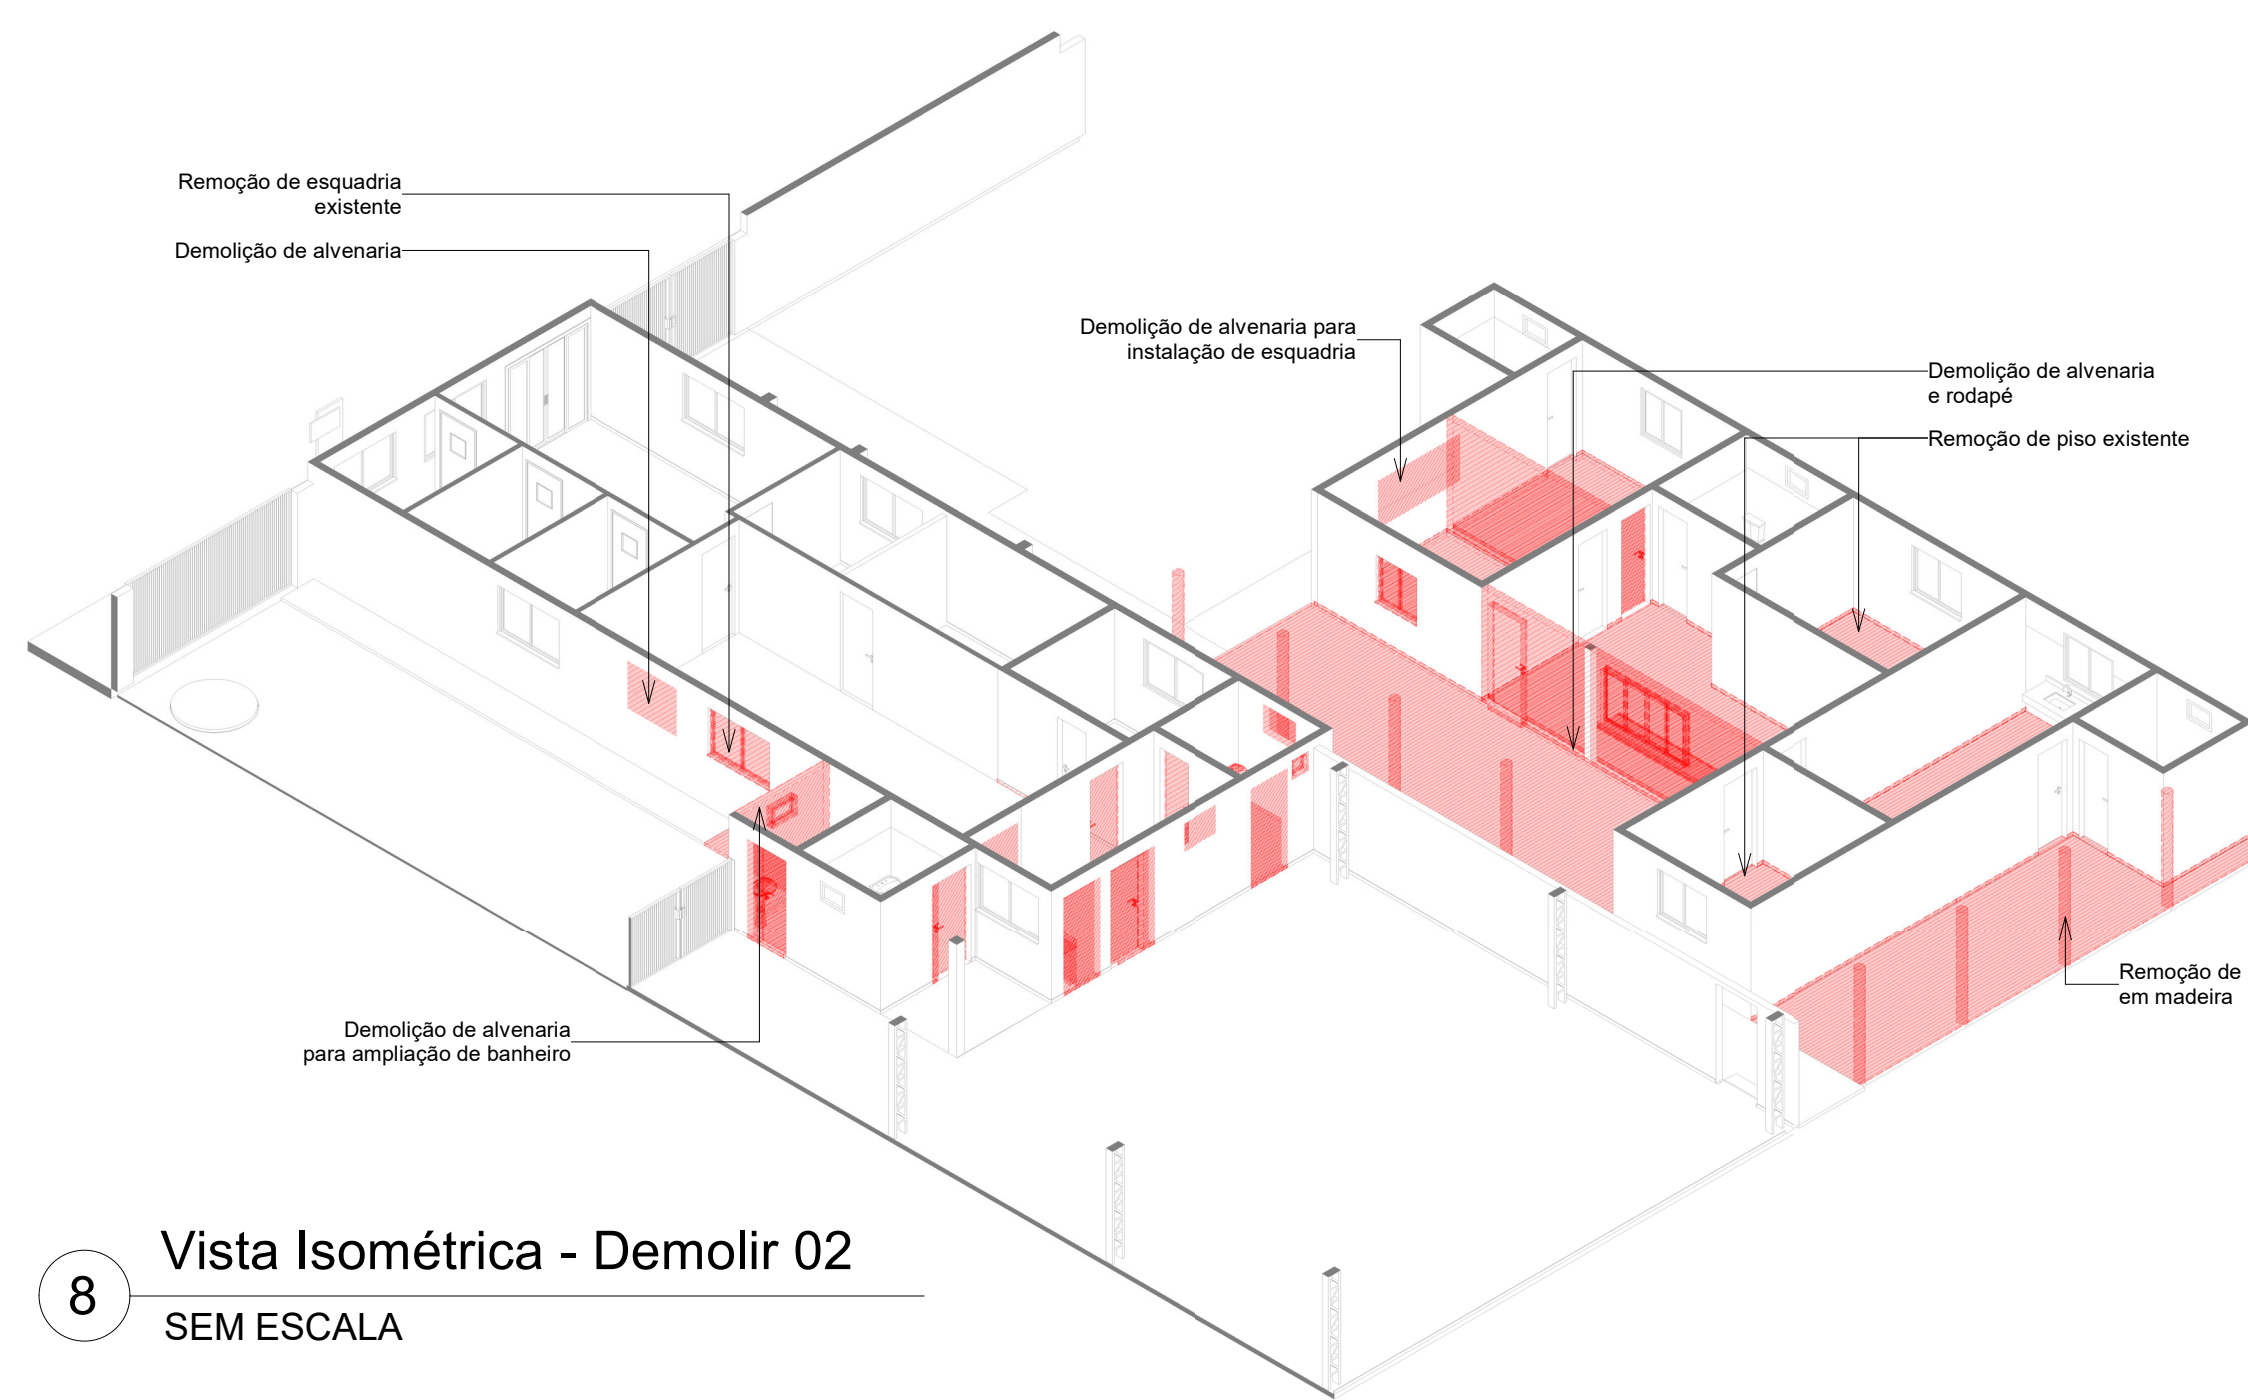 Remoção de esquadria
existente
Demolição de alvenaria
Demolição de alvenaria para
instalação de esquadria
Demolição de alvenaria
e rodapé
Remoção de piso existente
Remoção de
em madeira
Demolição de alvenaria
para ampliação de banheiro
8
Vista Isométrica - Demolir 02
SEM ESCALA